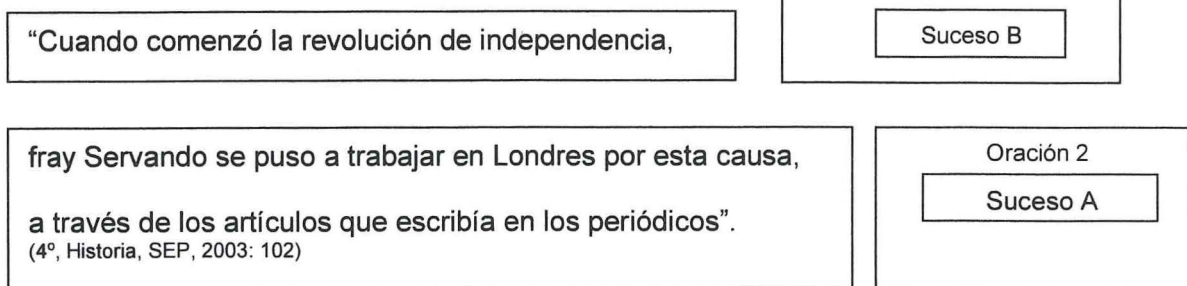 “Cuando comenzó la revolución de independencia,
Suceso B
fray Servando se puso a trabajar en Londres por esta causa,
a través de los artículos que escribía en los periódicos”.
(4º, Historia, SEP, 2003: 102)
Oración 2
Suceso A